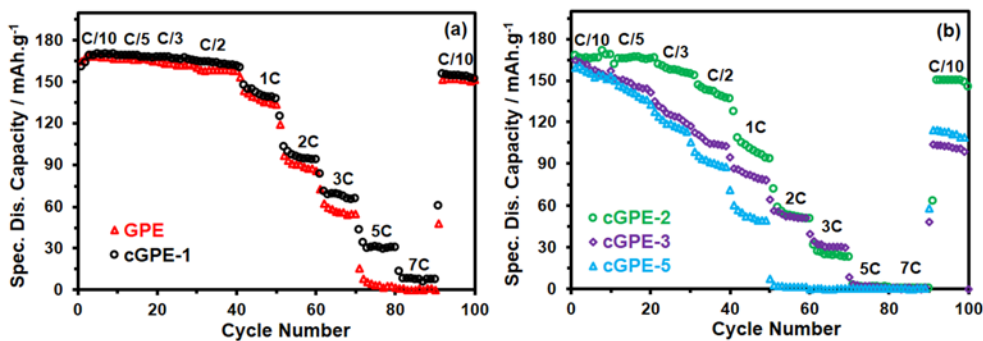 (a)
Spec. Dis. Capacity / mAh.g⁻¹
180
150
120
90
60
30
0
C/10 C/5 C/3 C/2 1C 2C 3C 5C 7C C/10
GPE
cGPE-1
0 20 40 60 80 100
Cycle Number
(b)
Spec. Dis. Capacity / mAh.g⁻¹
180
150
120
90
60
30
0
C/10 C/5 C/3 C/2 1C 2C 3C 5C 7C C/10
cGPE-2
cGPE-3
cGPE-5
0 20 40 60 80 100
Cycle Number